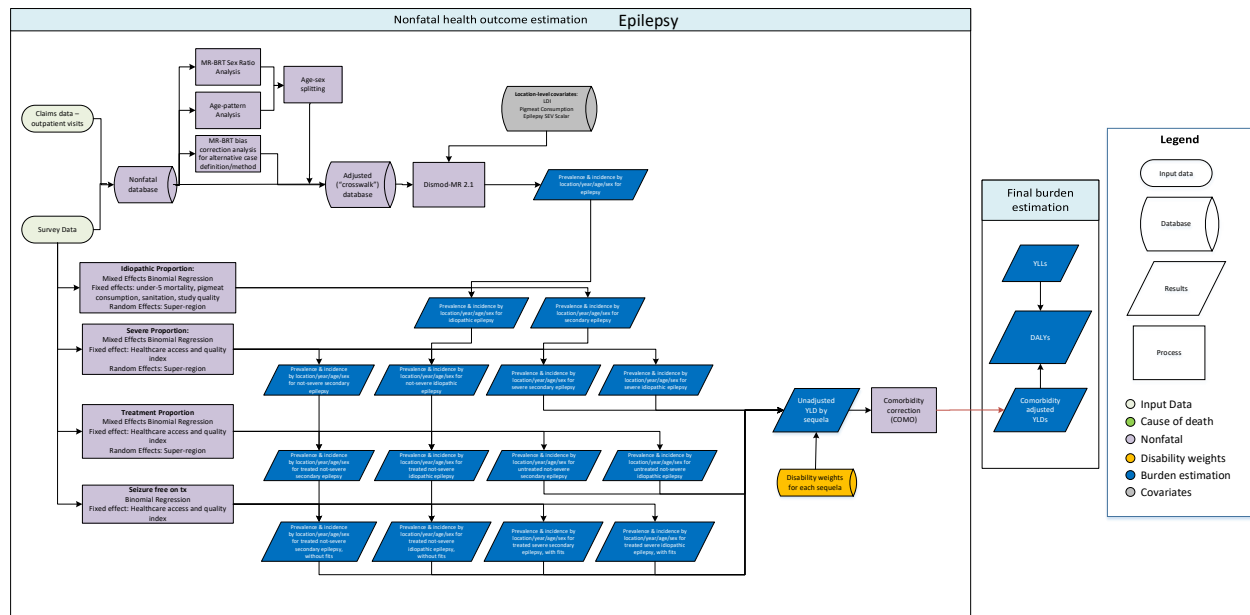 Nonfatal health outcome estimation Epilepsy
MR-BRT Sex Ratio
Analysis
Age-sex
splitting
Age-pattern
Analysis
MR-BRT bias
correction analysis
for alternative case
definition/method
Claims data –
outpatient visits
Nonfatal
database
Survey Data
Adjusted
("crosswalk")
database
Dismod-MR 2.1
Location-level covariates:
LDI
Pigmeat Consumption
Epilepsy SEV Scalar
Prevalence & incidence by
location/year/age/sex for
epilepsy
Idiopathic Proportion:
Mixed Effects Binomial Regression
Fixed effects: under-5 mortality, pigmeat
consumption, sanitation, study quality
Random Effects: Super-region
Prevalence & incidence by
location/year/age/sex
for idiopathic epilepsy
Prevalence & incidence by
location/year/age/sex
for secondary epilepsy
Severe Proportion:
Mixed Effects Binomial Regression
Fixed effect: Healthcare access and quality
index
Random Effects: Super-region
Prevalence & incidence
by location/year/age/sex
for not-severe secondary
epilepsy
Prevalence & incidence
by location/year/age/sex for
not-severe idiopathic
epilepsy
Prevalence & incidence
by location/year/age/sex for
severe secondary epilepsy
Prevalence & incidence
by location/year/age/sex for
severe idiopathic epilepsy
Treatment Proportion
Mixed Effects Binomial Regression
Fixed effect: Healthcare access and quality
index
Random Effects: Super-region
Prevalence & incidence
by location/year/age/sex
for treated not-severe
secondary epilepsy
Prevalence & incidence
by location/year/age/sex for
treated not-severe
idiopathic epilepsy
Prevalence & incidence
by location/year/age/sex for
untreated not-severe
secondary epilepsy
Prevalence & incidence
by location/year/age/sex for
untreated not-severe
idiopathic epilepsy
Seizure free on tx
Binomial Regression
Fixed effect: Healthcare access and quality
index
Prevalence & incidence by
location/year/age/sex for
treated not-severe
secondary epilepsy,
without fits
Prevalence & incidence by
location/year/age/sex for
treated not-severe
idiopathic epilepsy, without
fits
Prevalence & incidence by
location/year/age/sex for
treated severe secondary
epilepsy, with fits
Prevalence & incidence by
location/year/age/sex for
treated severe idiopathic
epilepsy, with fits
Unadjusted
YLD by
sequela
Comorbidity
correction
(COMO)
Disability weights
for each sequela
Final burden
estimation
YLLs
DALYs
Comorbidity
adjusted
YLDs
Legend
Input data
Database
Results
Process
Input Data
Cause of death
Nonfatal
Disability weights
Burden estimation
Covariates